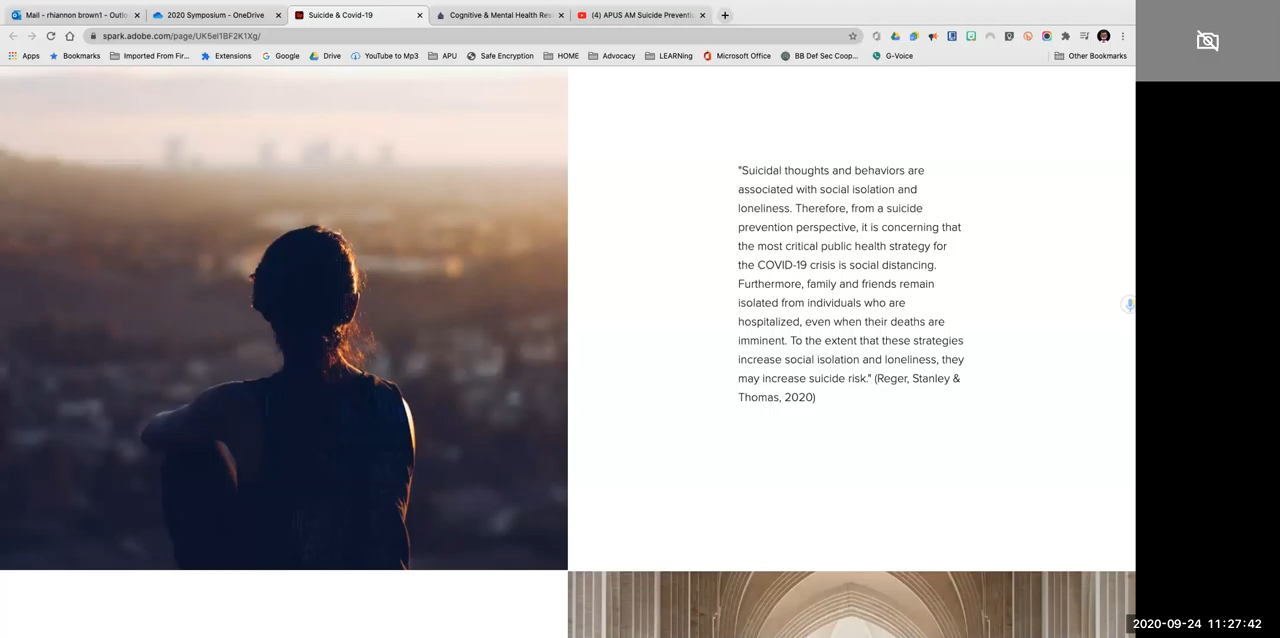 Mail - rhiannon brown1 - Outlo
2020 Symposium - OneDrive
Suicide & Covid-19
Cognitive & Mental Health Res
(4) APUS AM Suicide Preventi
spark.adobe.com/page/UK5eI1BF2K1Xg/
Apps
Bookmarks
Imported From Fir...
Extensions
Google
Drive
YouTube to Mp3
APU
Safe Encryption
HOME
Advocacy
LEARNing
Microsoft Office
BB Def Sec Coop...
G-Voice
Other Bookmarks
"Suicidal thoughts and behaviors are
associated with social isolation and
loneliness. Therefore, from a suicide
prevention perspective, it is concerning that
the most critical public health strategy for
the COVID-19 crisis is social distancing.
Furthermore, family and friends remain
isolated from individuals who are
hospitalized, even when their deaths are
imminent. To the extent that these strategies
increase social isolation and loneliness, they
may increase suicide risk." (Reger, Stanley &
Thomas, 2020)
2020-09-24 11:27:42